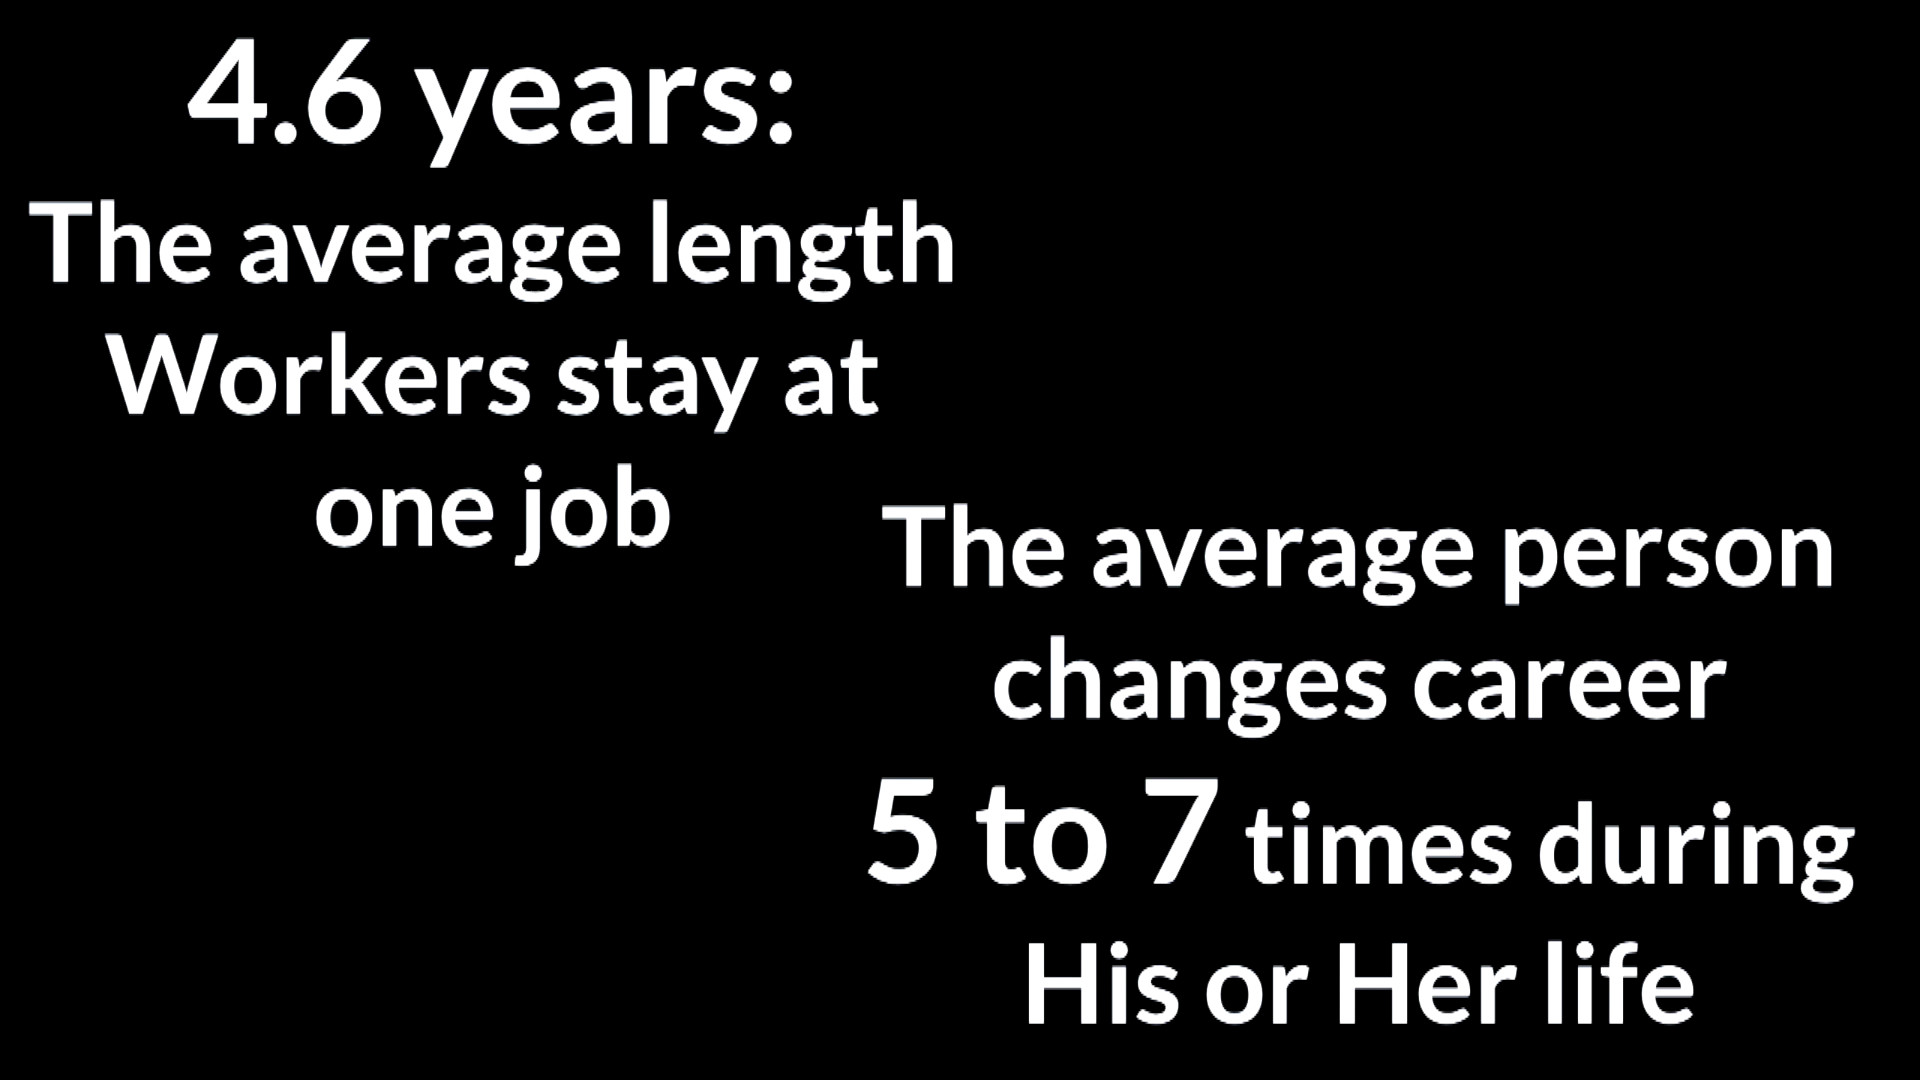 4.6 years:
The average length
Workers stay at
one job
The average person
changes career
5 to 7 times during
His or Her life